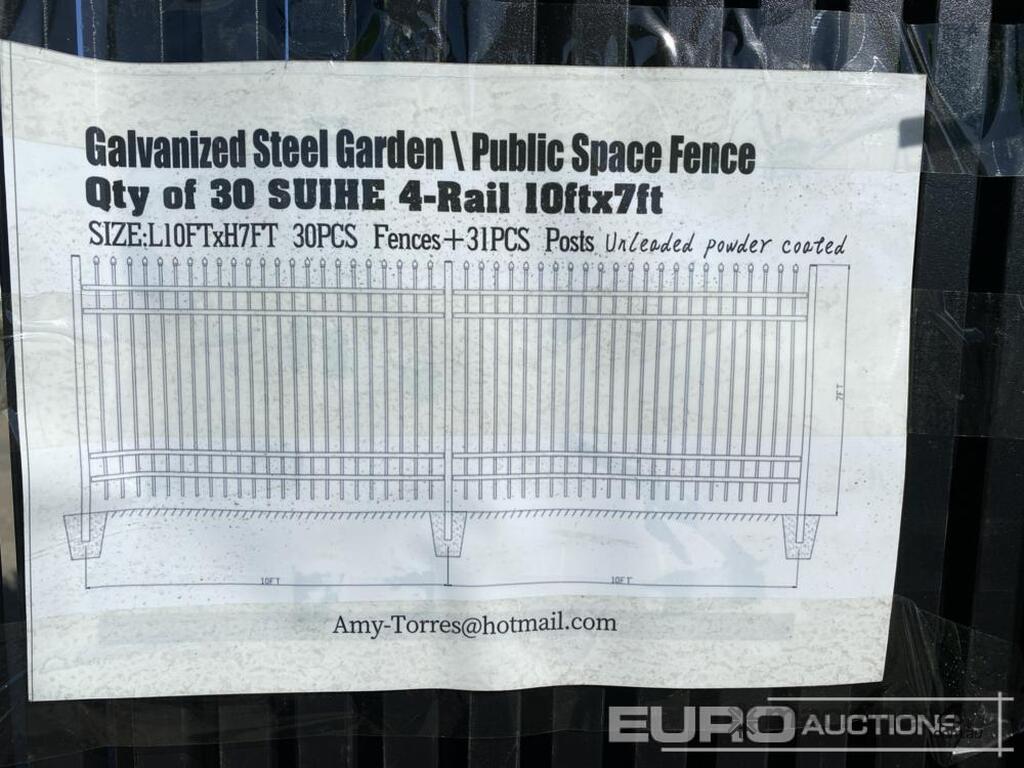 Galvanized Steel Garden \ Public Space Fence
Qty of 30 SUIHE 4-Rail 10ftx7ft
SIZE:L10FTxH7FT 30PCS Fences+31PCS Posts Unleaded powder coated
7FT
10FT 10FT
Amy-Torres@hotmail.com
EURO AUCTIONS